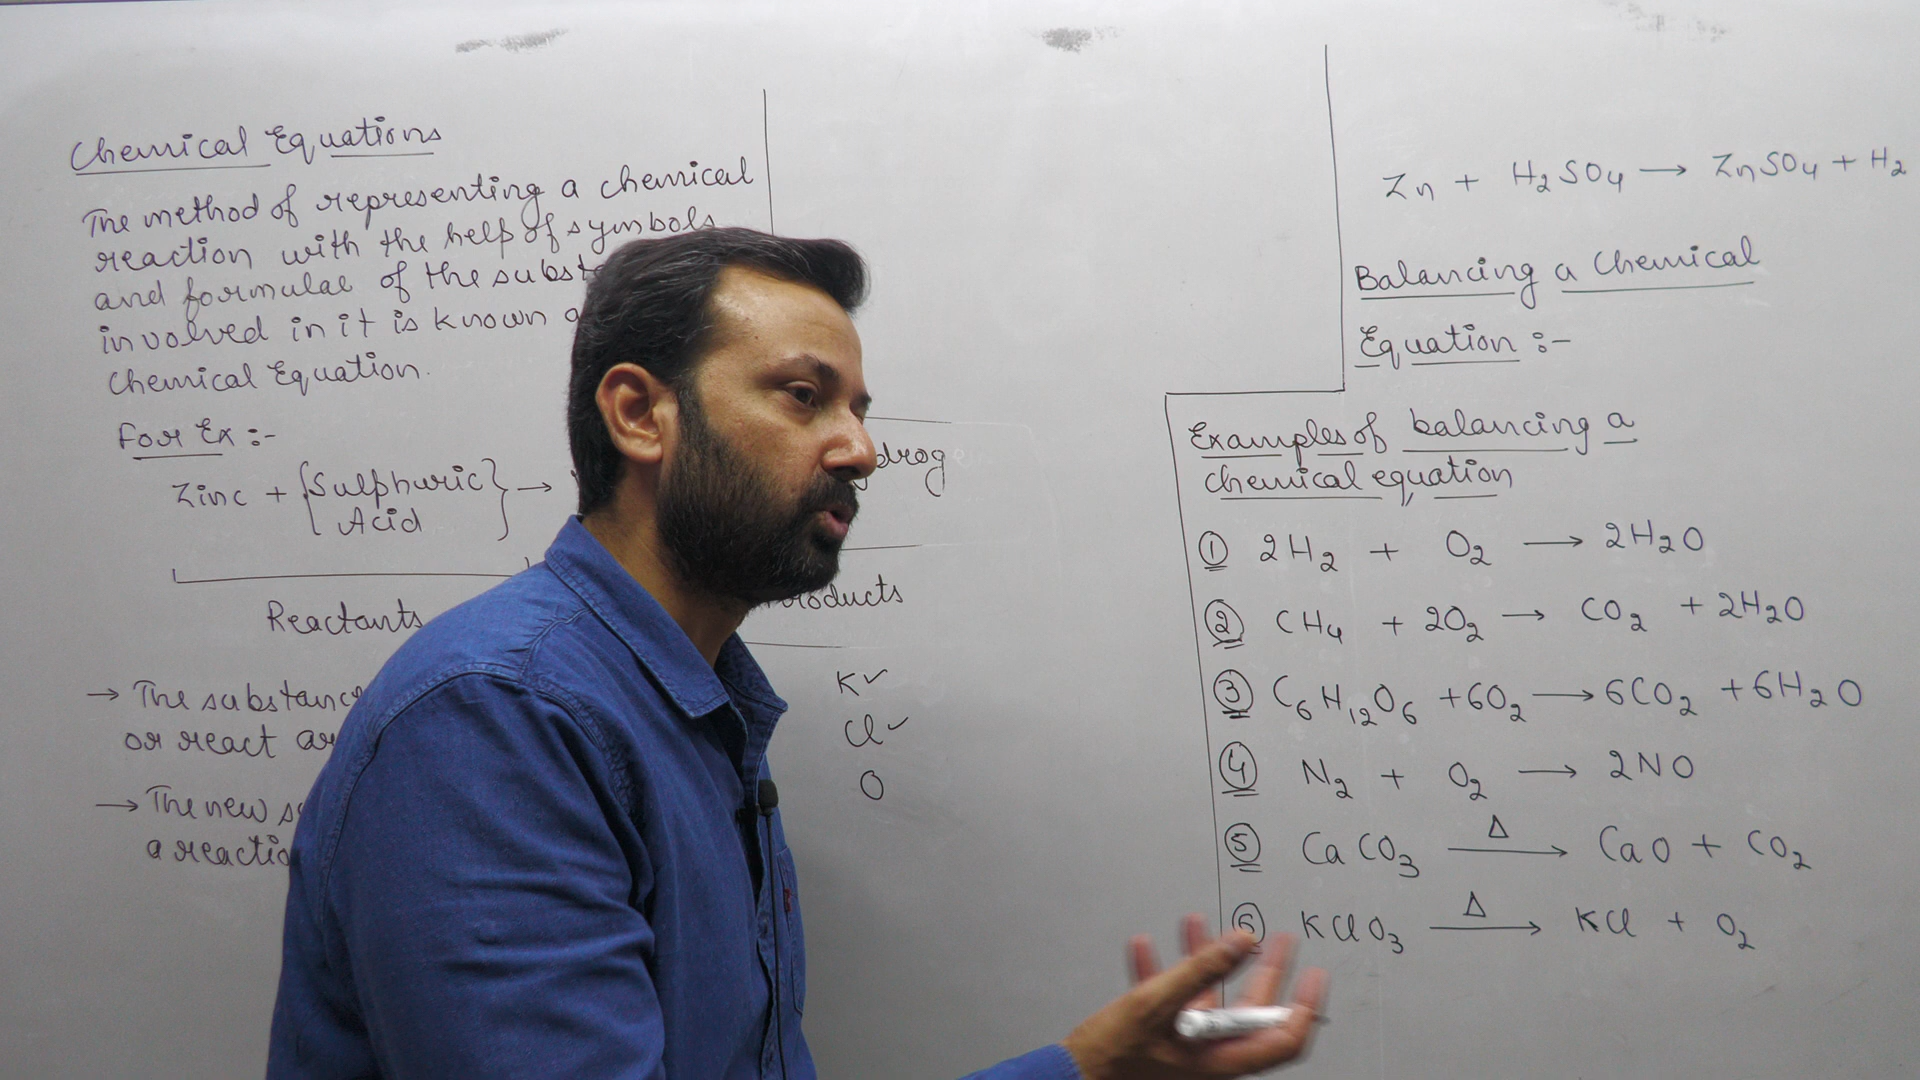 Chemical Equations
The method of representing a chemical
reaction with the help of symbols
and formulae of the subst
involved in it is known a
Chemical Equation.
For Ex :-
Zinc + {Sulphuric Acid} → drog
Reactants
Products
→ The substance
or react ar
→ The new s
a reactio
K✓
Cl✓
O
Zn + H₂SO₄ → ZnSO₄ + H₂
Balancing a Chemical
Equation :-
Examples of balancing a
chemical equation
① 2H₂ + O₂ → 2H₂O
② CH₄ + 2O₂ → CO₂ + 2H₂O
③ C₆H₁₂O₆ + 6O₂ → 6CO₂ + 6H₂O
④ N₂ + O₂ → 2NO
⑤ CaCO₃ —Δ→ CaO + CO₂
⑥ KClO₃ —Δ→ KCl + O₂